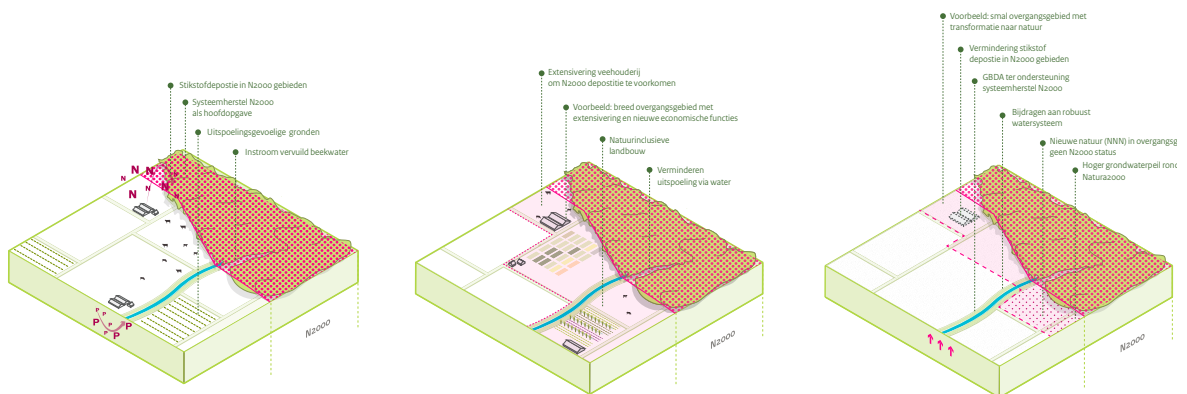 Stikstofdepostie in N2000 gebieden
Systeemherstel N2000
als hoofdopgave
Uitspoelingsgevoelige gronden
Instroom vervuild beekwater
N
N
N
N
N
N
N
N
P
P
P
P
P
P
P
N2000
Extensivering veehouderij
om N2000 depostitie te voorkomen
Voorbeeld: breed overgangsgebied met
extensivering en nieuwe economische functies
Natuurinclusieve
landbouw
Verminderen
uitspoeling via water
N2000
Voorbeeld: smal overgangsgebied met
transformatie naar natuur
Vermindering stikstof
depostie in N2000 gebieden
GBDA ter ondersteuning
systeemherstel N2000
Bijdragen aan robuust
watersysteem
Nieuwe natuur (NNN) in overgangsg
geen N2000 status
Hoger grondwaterpeil rond
Natura2000
N2000